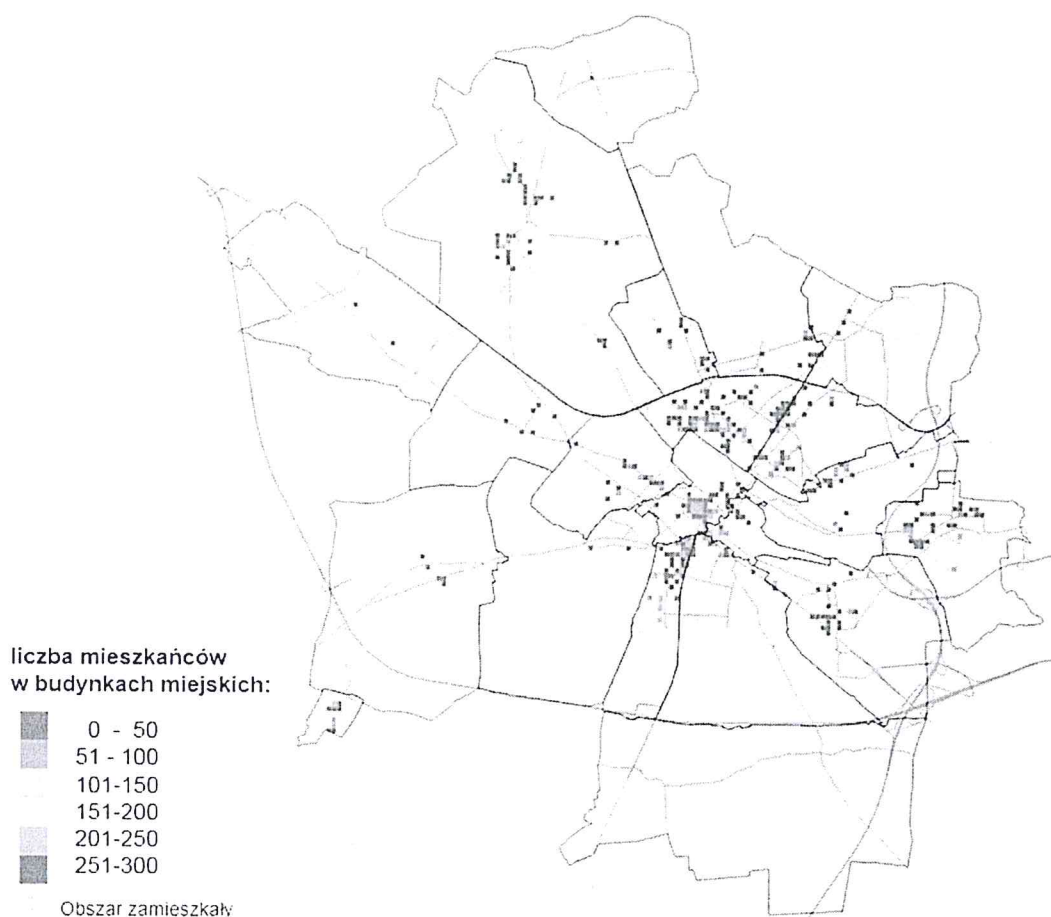 liczba mieszkańców
w budynkach miejskich:
0 - 50
51 - 100
101-150
151-200
201-250
251-300
Obszar zamieszkały